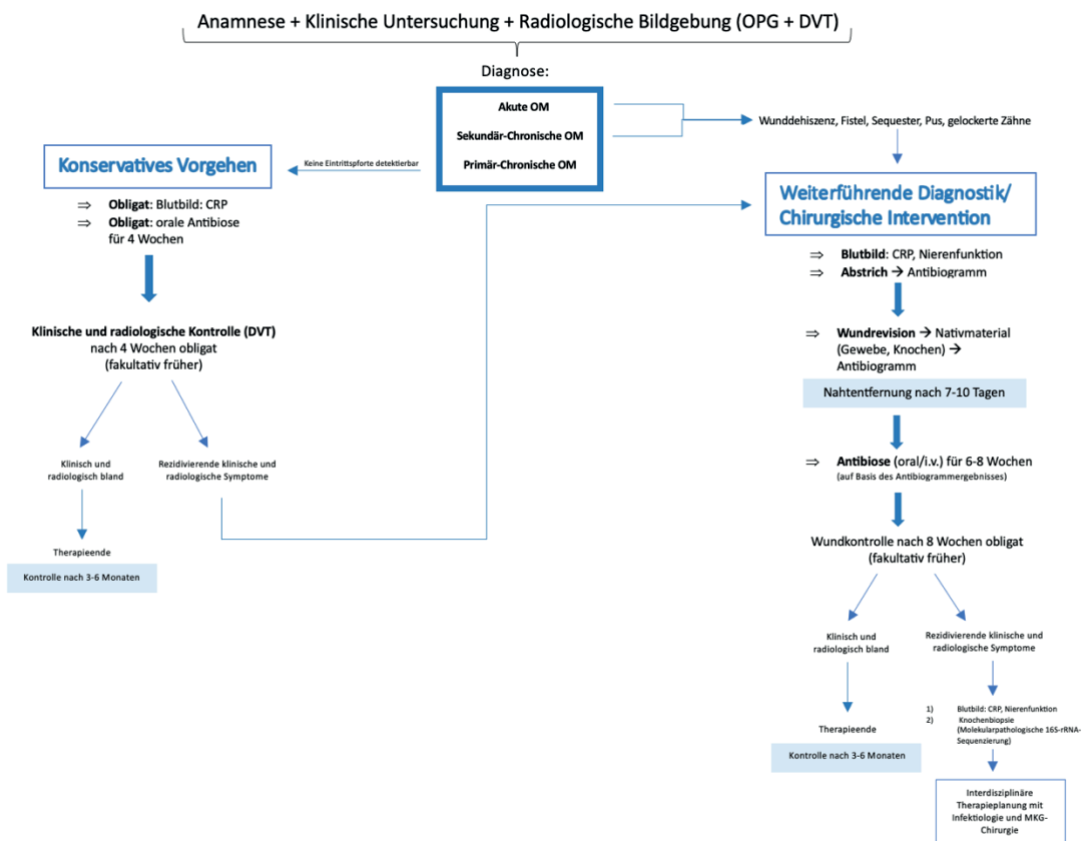 Anamnese + Klinische Untersuchung + Radiologische Bildgebung (OPG + DVT)
Diagnose:
Akute OM
Sekundär-Chronische OM
Primär-Chronische OM
Wunddehiszenz, Fistel, Sequester, Pus, gelockerte Zähne
Keine Eintrittspforte detektierbar
Konservatives Vorgehen
⇒ Obligat: Blutbild: CRP
⇒ Obligat: orale Antibiose
für 4 Wochen
Klinische und radiologische Kontrolle (DVT)
nach 4 Wochen obligat
(fakultativ früher)
Klinisch und
radiologisch bland
Rezidivierende klinische und
radiologische Symptome
Therapieende
Kontrolle nach 3-6 Monaten
Weiterführende Diagnostik/
Chirurgische Intervention
⇒ Blutbild: CRP, Nierenfunktion
⇒ Abstrich → Antibiogramm
⇒ Wundrevision → Nativmaterial
(Gewebe, Knochen) →
Antibiogramm
Nahtentfernung nach 7-10 Tagen
⇒ Antibiose (oral/i.v.) für 6-8 Wochen
(auf Basis des Antibiogrammergebnisses)
Wundkontrolle nach 8 Wochen obligat
(fakultativ früher)
Klinisch und
radiologisch bland
Rezidivierende klinische und
radiologische Symptome
Therapieende
Kontrolle nach 3-6 Monaten
1) Blutbild: CRP, Nierenfunktion
2) Knochenbiopsie
(Molekularpathologische 16S-rRNA-
Sequenzierung)
Interdisziplinäre
Therapieplanung mit
Infektiologie und MKG-
Chirurgie